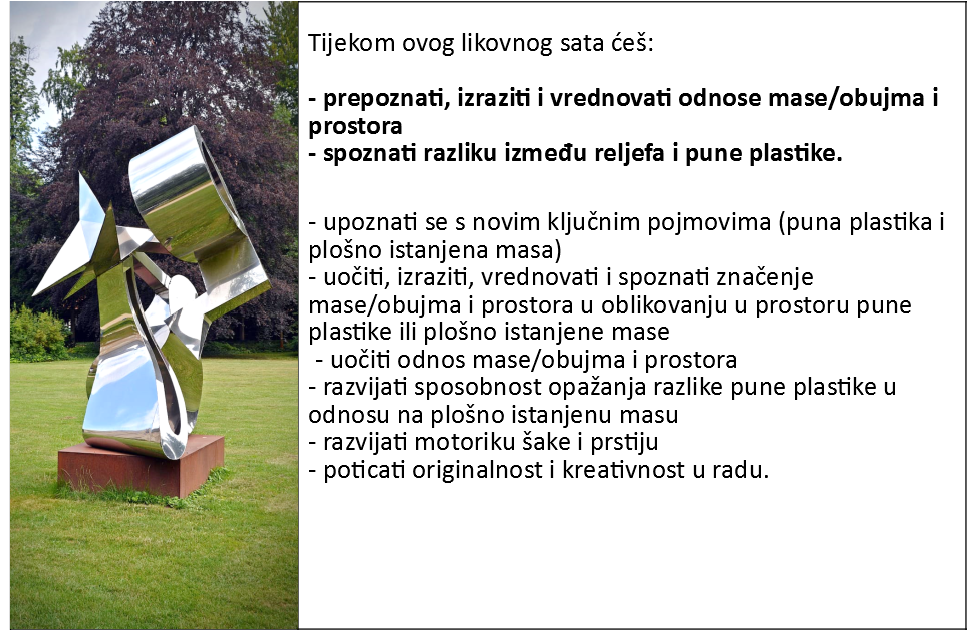 Tijekom ovog likovnog sata ćeš:
- prepoznati, izraziti i vrednovati odnose mase/obujma i
prostora
- spoznati razliku između reljefa i pune plastike.
- upoznati se s novim ključnim pojmovima (puna plastika i
plošno istanjena masa)
- uočiti, izraziti, vrednovati i spoznati značenje
mase/obujma i prostora u oblikovanju u prostoru pune
plastike ili plošno istanjene mase
- uočiti odnos mase/obujma i prostora
- razvijati sposobnost opažanja razlike pune plastike u
odnosu na plošno istanjenu masu
- razvijati motoriku šake i prstiju
- poticati originalnost i kreativnost u radu.